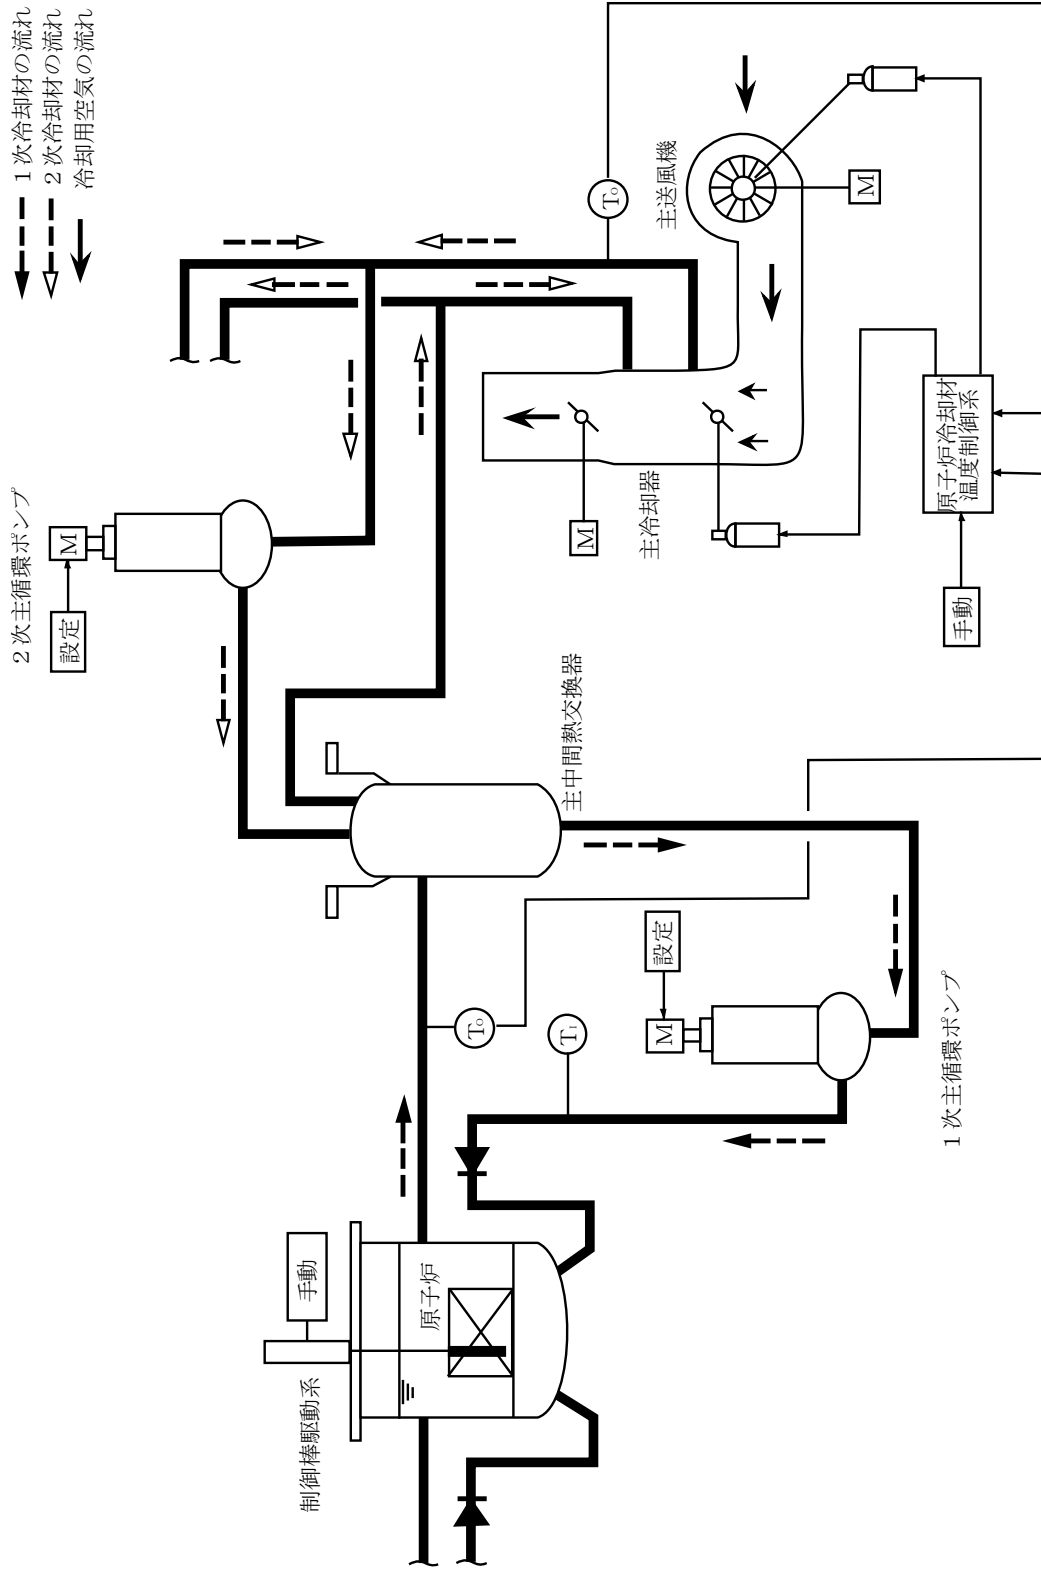 1次冷却材の流れ
2次冷却材の流れ
冷却用空気の流れ
To
主送風機
M
原子炉冷却材
温度制御系
手動
M
主冷却器
2次主循環ポンプ
M
設定
主中間熱交換器
設定
M
1次主循環ポンプ
To
TI
手動
原子炉
制御棒駆動系